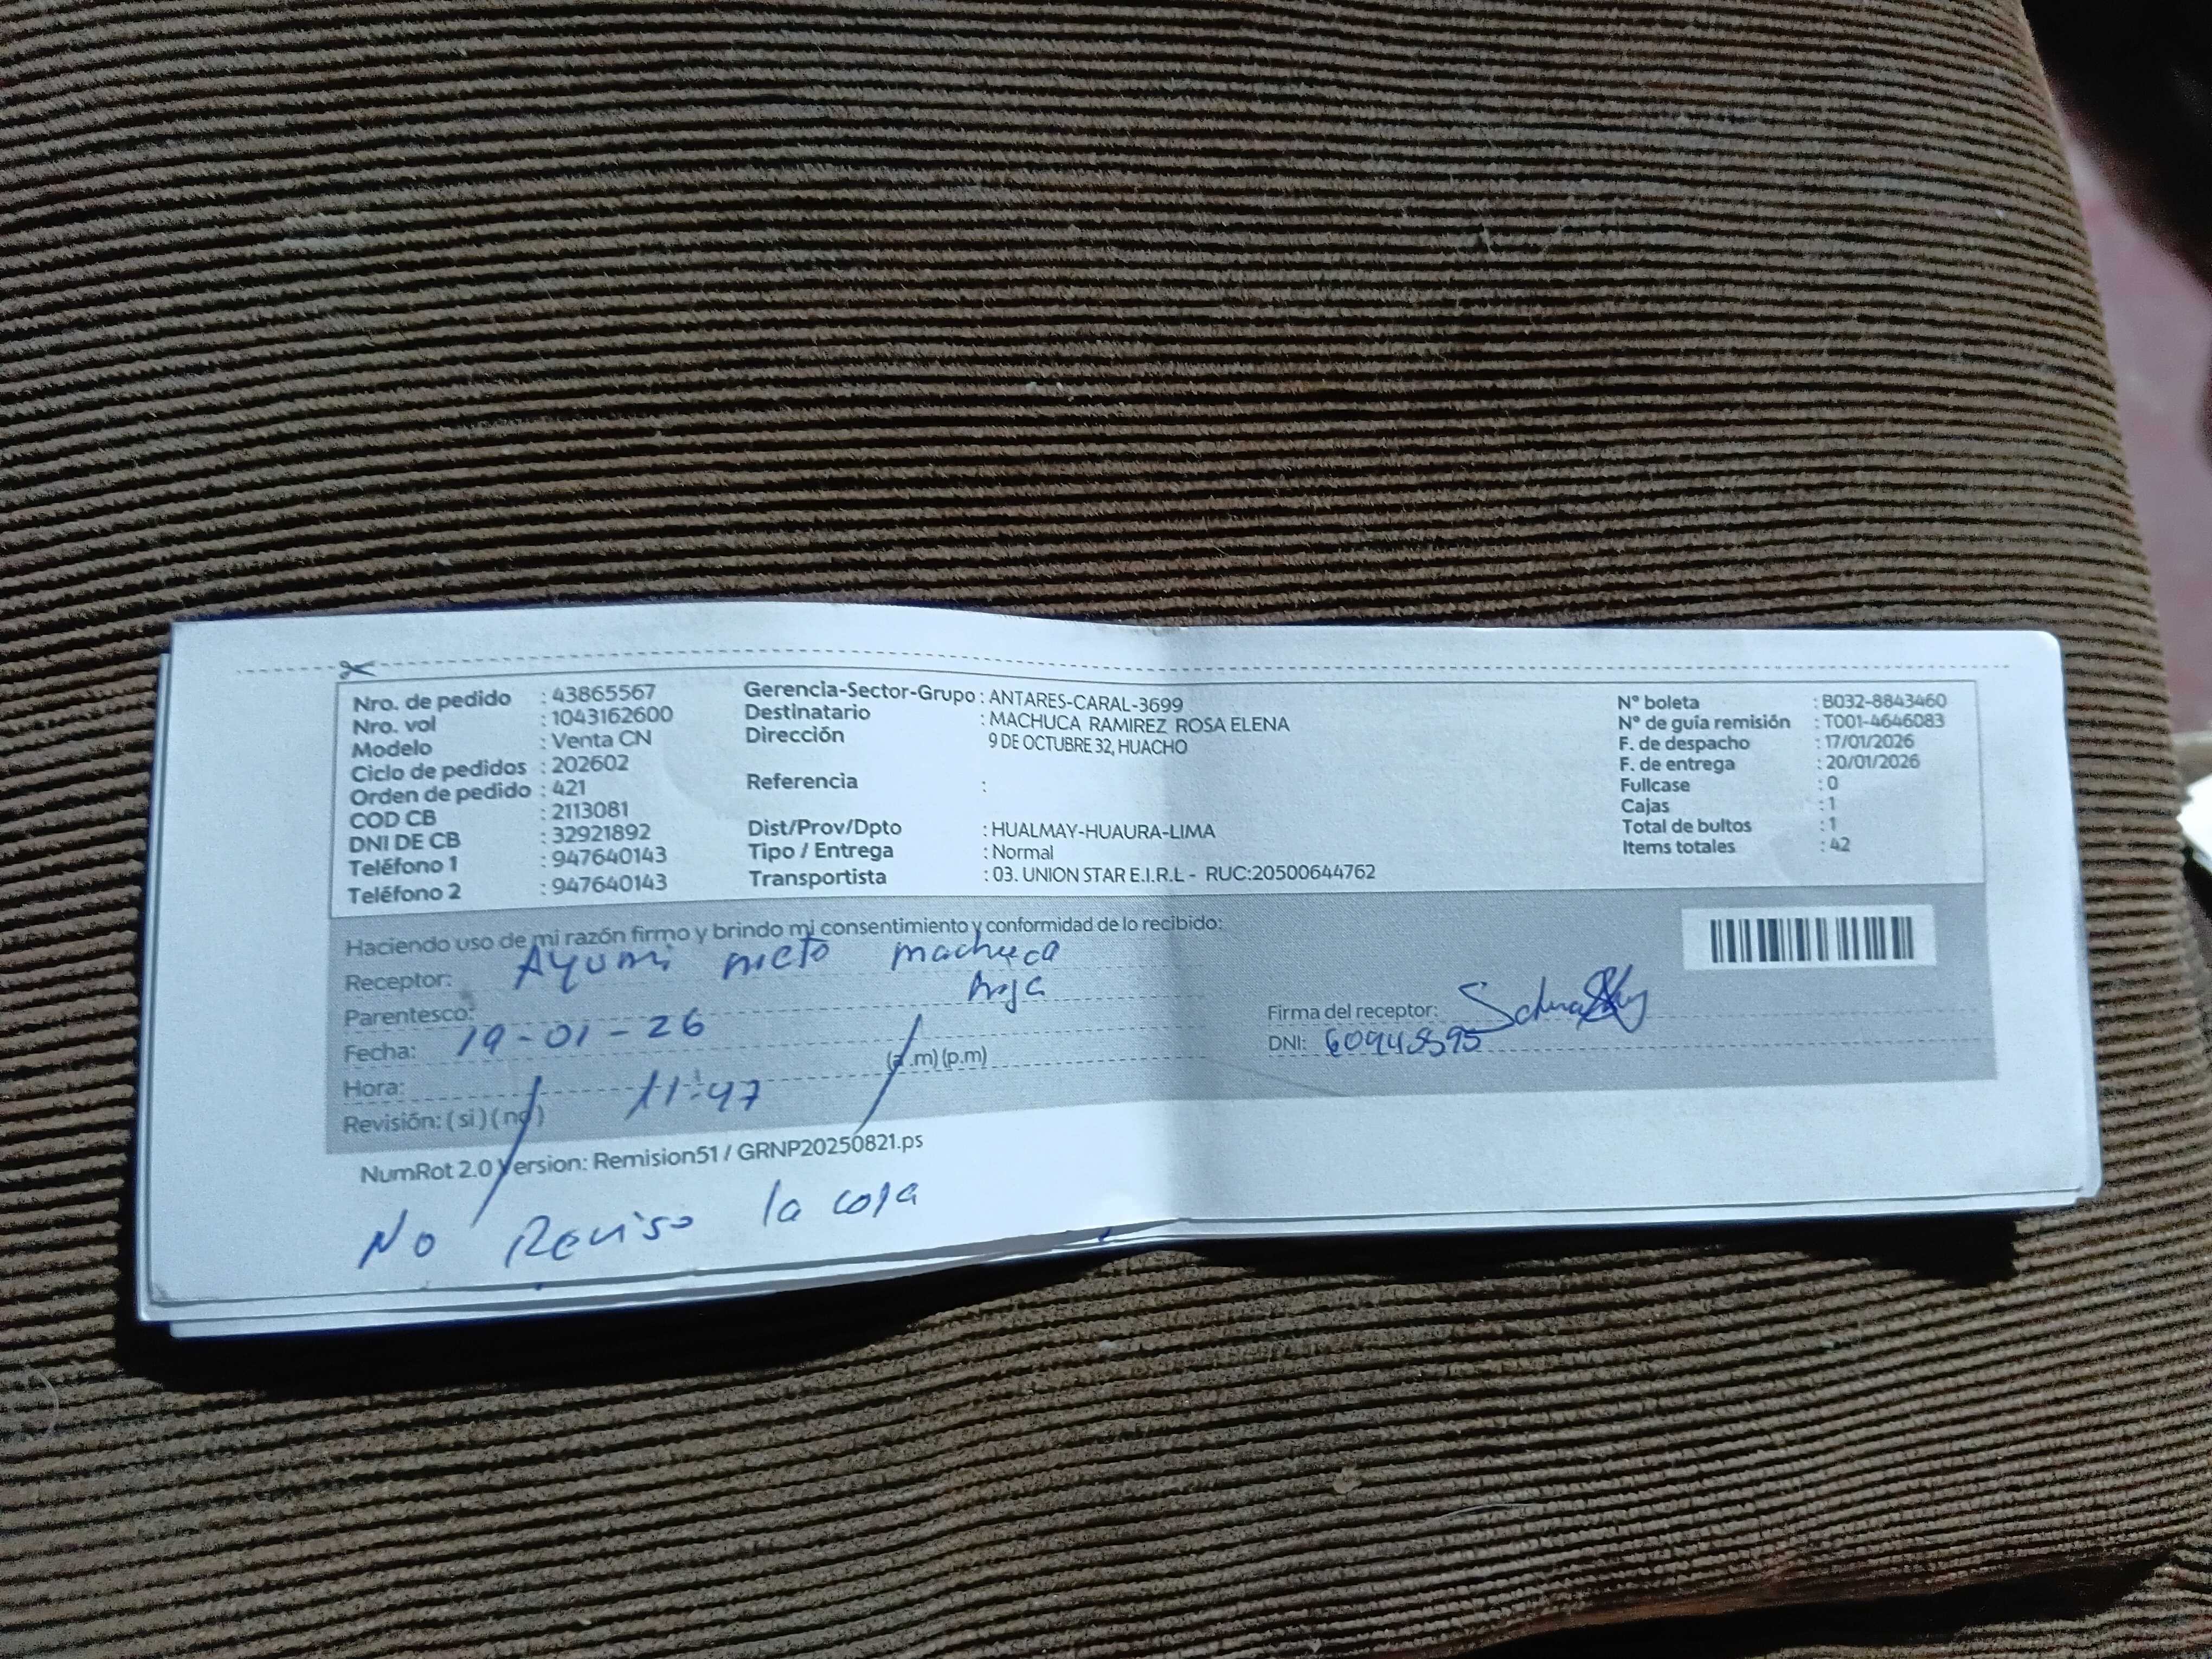 Nro. de pedido : 43865567
Nro. vol : 1043162600
Modelo : Venta CN
Ciclo de pedidos : 202602
Orden de pedido : 421
COD CB : 2113081
DNI DE CB : 32921892
Teléfono 1 : 947640143
Teléfono 2 : 947640143
Gerencia-Sector-Grupo : ANTARES-CARAL-3699
Destinatario : MACHUCA RAMIREZ ROSA ELENA
Dirección 9 DE OCTUBRE 32, HUACHO
Referencia :
Dist/Prov/Dpto : HUALMAY-HUAURA-LIMA
Tipo / Entrega : Normal
Transportista : 03. UNION STAR E.I.R.L - RUC:20500644762
N° boleta : B032-8843460
N° de guía remisión : T001-4646083
F. de despacho : 17/01/2026
F. de entrega : 20/01/2026
Fullcase : 0
Cajas : 1
Total de bultos : 1
Items totales : 42
Haciendo uso de mi razón firmo y brindo mi consentimiento y conformidad de lo recibido:
Receptor: Ayumi nieto machuca
Parentesco: hija
Fecha: 19-01-26
Hora: 11:47 (a.m) (p.m)
Revisión: ( si ) ( no )
Firma del receptor:
DNI:
NumRot 2.0 Version: Remision51 / GRNP20250821.ps
No Reviso la caja